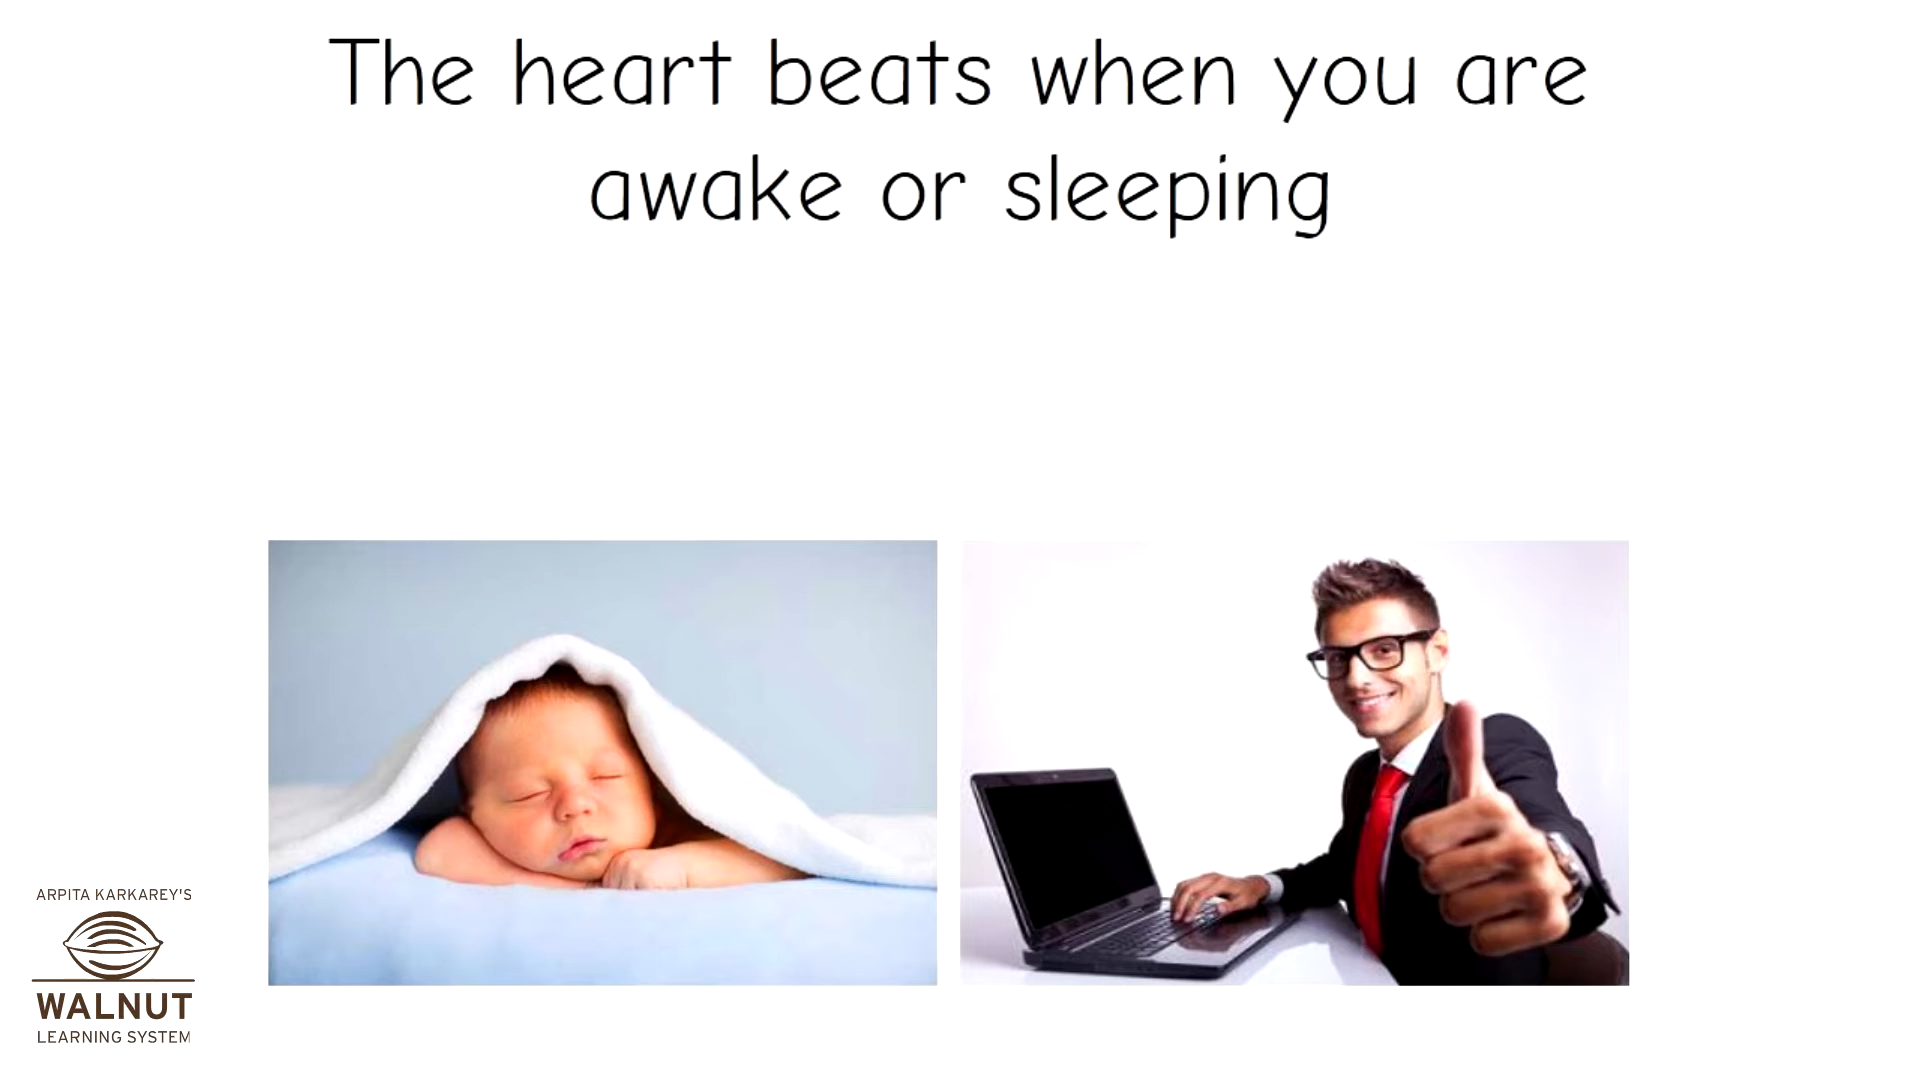 The heart beats when you are
awake or sleeping
ARPITA KARKAREY'S
WALNUT
LEARNING SYSTEM